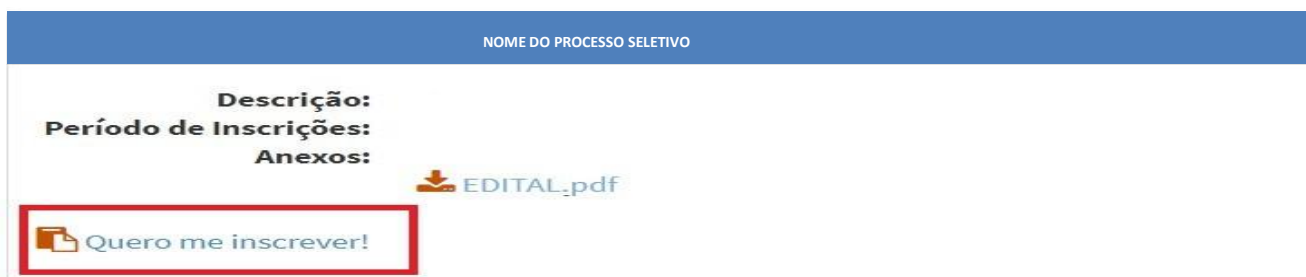 NOME DO PROCESSO SELETIVO
Descrição:
Período de Inscrições:
Anexos:
EDITAL.pdf
Quero me inscrever!